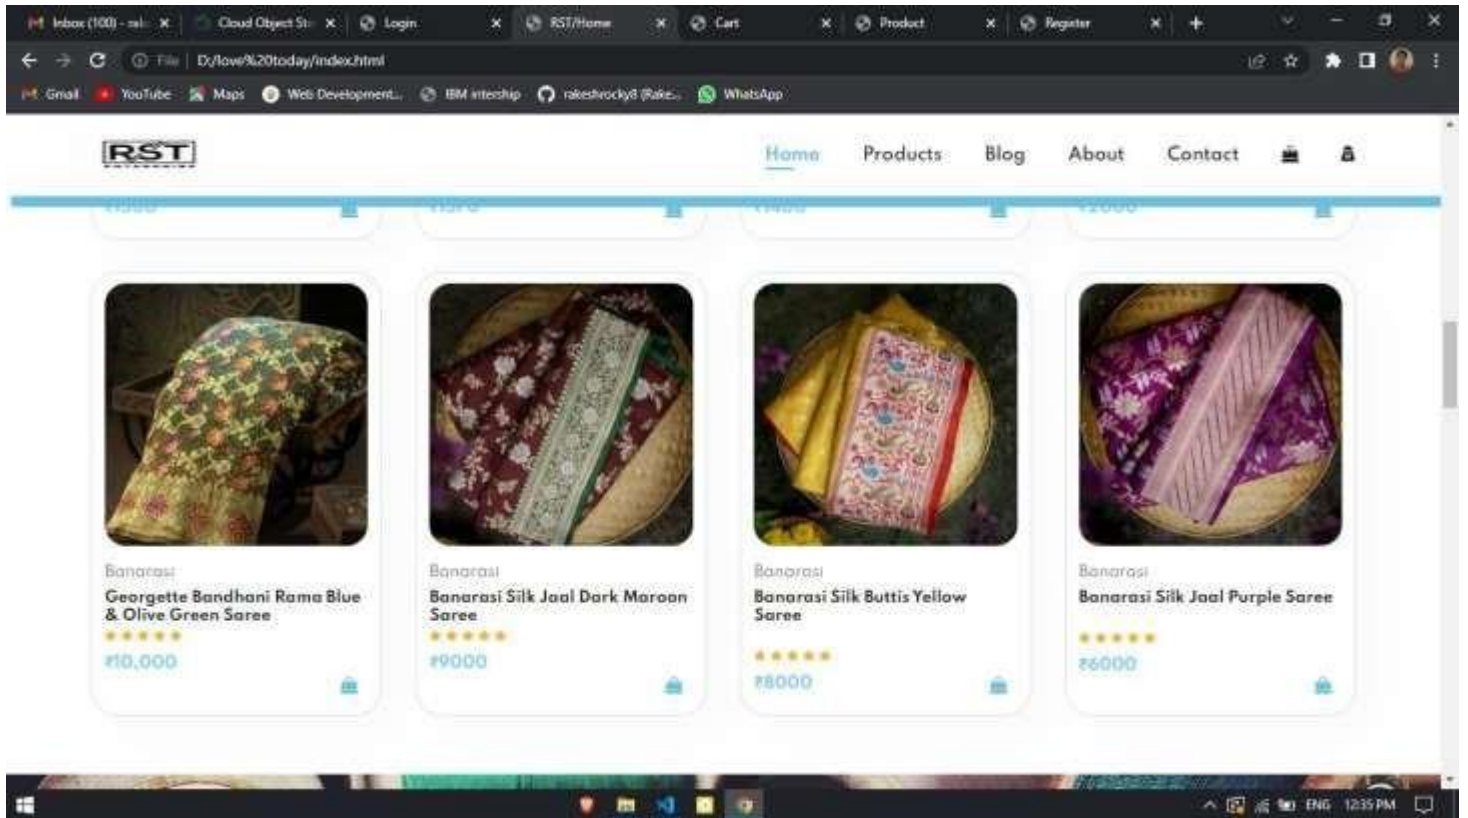 Inbox (100) - 
Cloud Object St
Login
RST/Home
Cart
Product
Register
File
D:/love%20today/index.html
Gmail
YouTube
Maps
Web Development...
IBM intership
rakeshrocky8 (Rake...
WhatsApp
RST
Home
Products
Blog
About
Contact
Banarasi
Georgette Bandhani Rama Blue
& Olive Green Saree
₹10,000
Banarasi
Banarasi Silk Jaal Dark Maroon
Saree
₹9000
Banarasi
Banarasi Silk Buttis Yellow
Saree
₹8000
Banarasi
Banarasi Silk Jaal Purple Saree
₹6000
ENG
12:35 PM